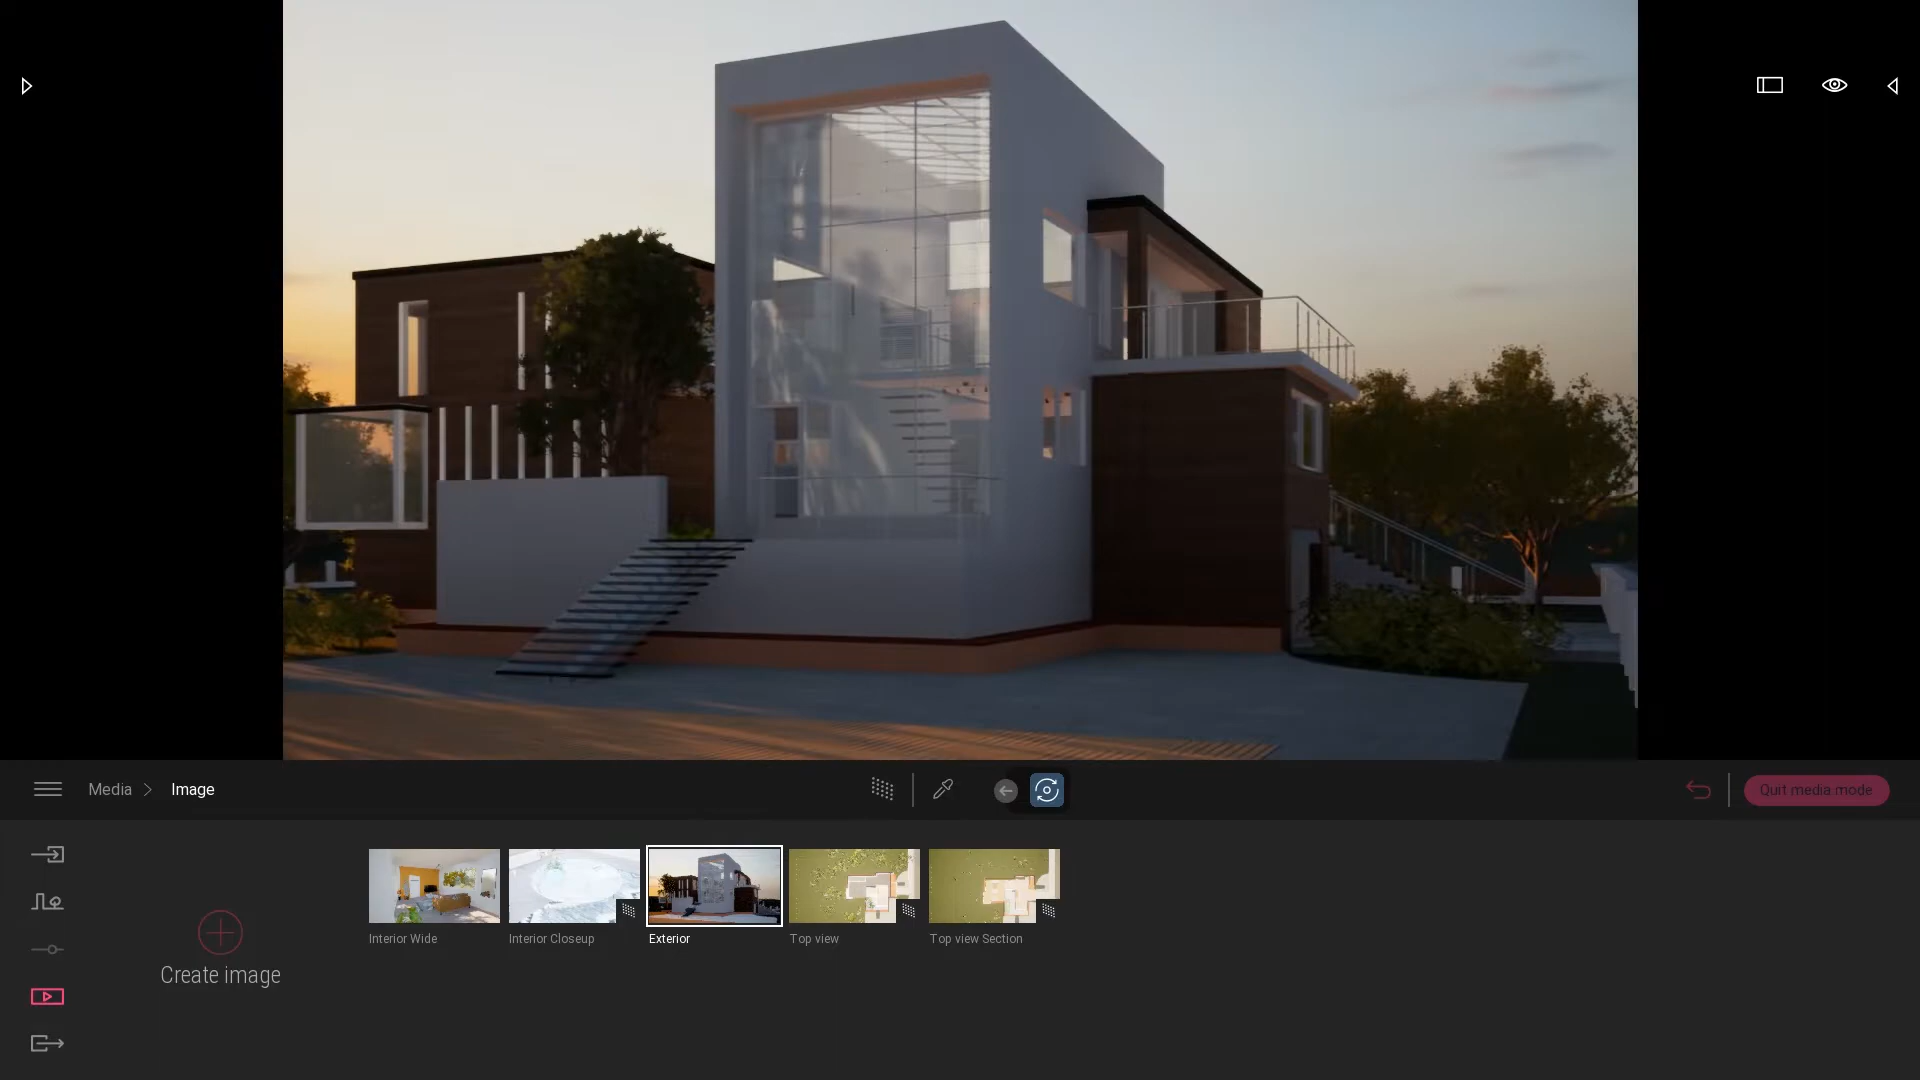 Media
Image
Quit media mode
Create image
Interior Wide
Interior Closeup
Exterior
Top view
Top view Section